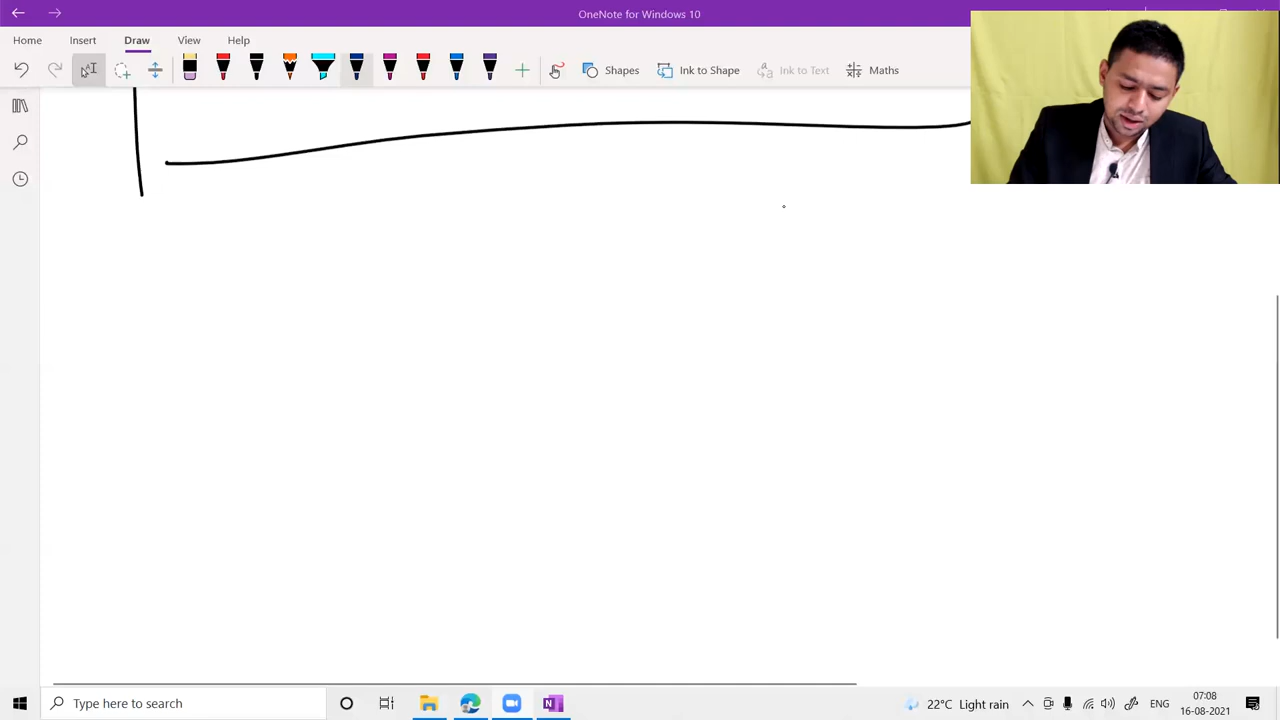 OneNote for Windows 10
Home Insert Draw View Help
Shapes Ink to Shape Ink to Text Maths
Type here to search
22°C Light rain
ENG
07:08
16-08-2021